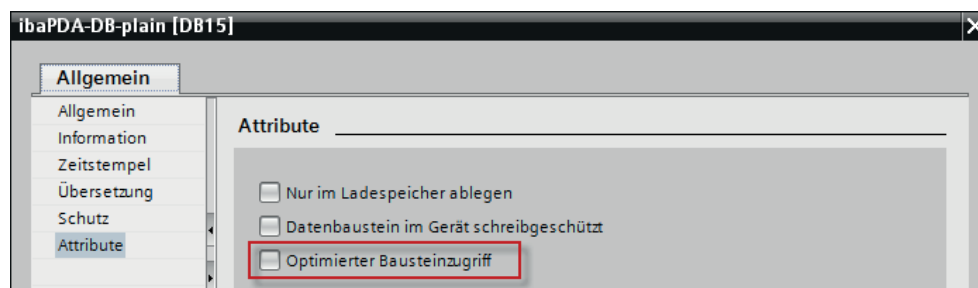 ibaPDA-DB-plain [DB15]
Allgemein
Allgemein
Information
Zeitstempel
Übersetzung
Schutz
Attribute
Attribute
Nur im Ladespeicher ablegen
Datenbaustein im Gerät schreibgeschützt
Optimierter Bausteinzugriff